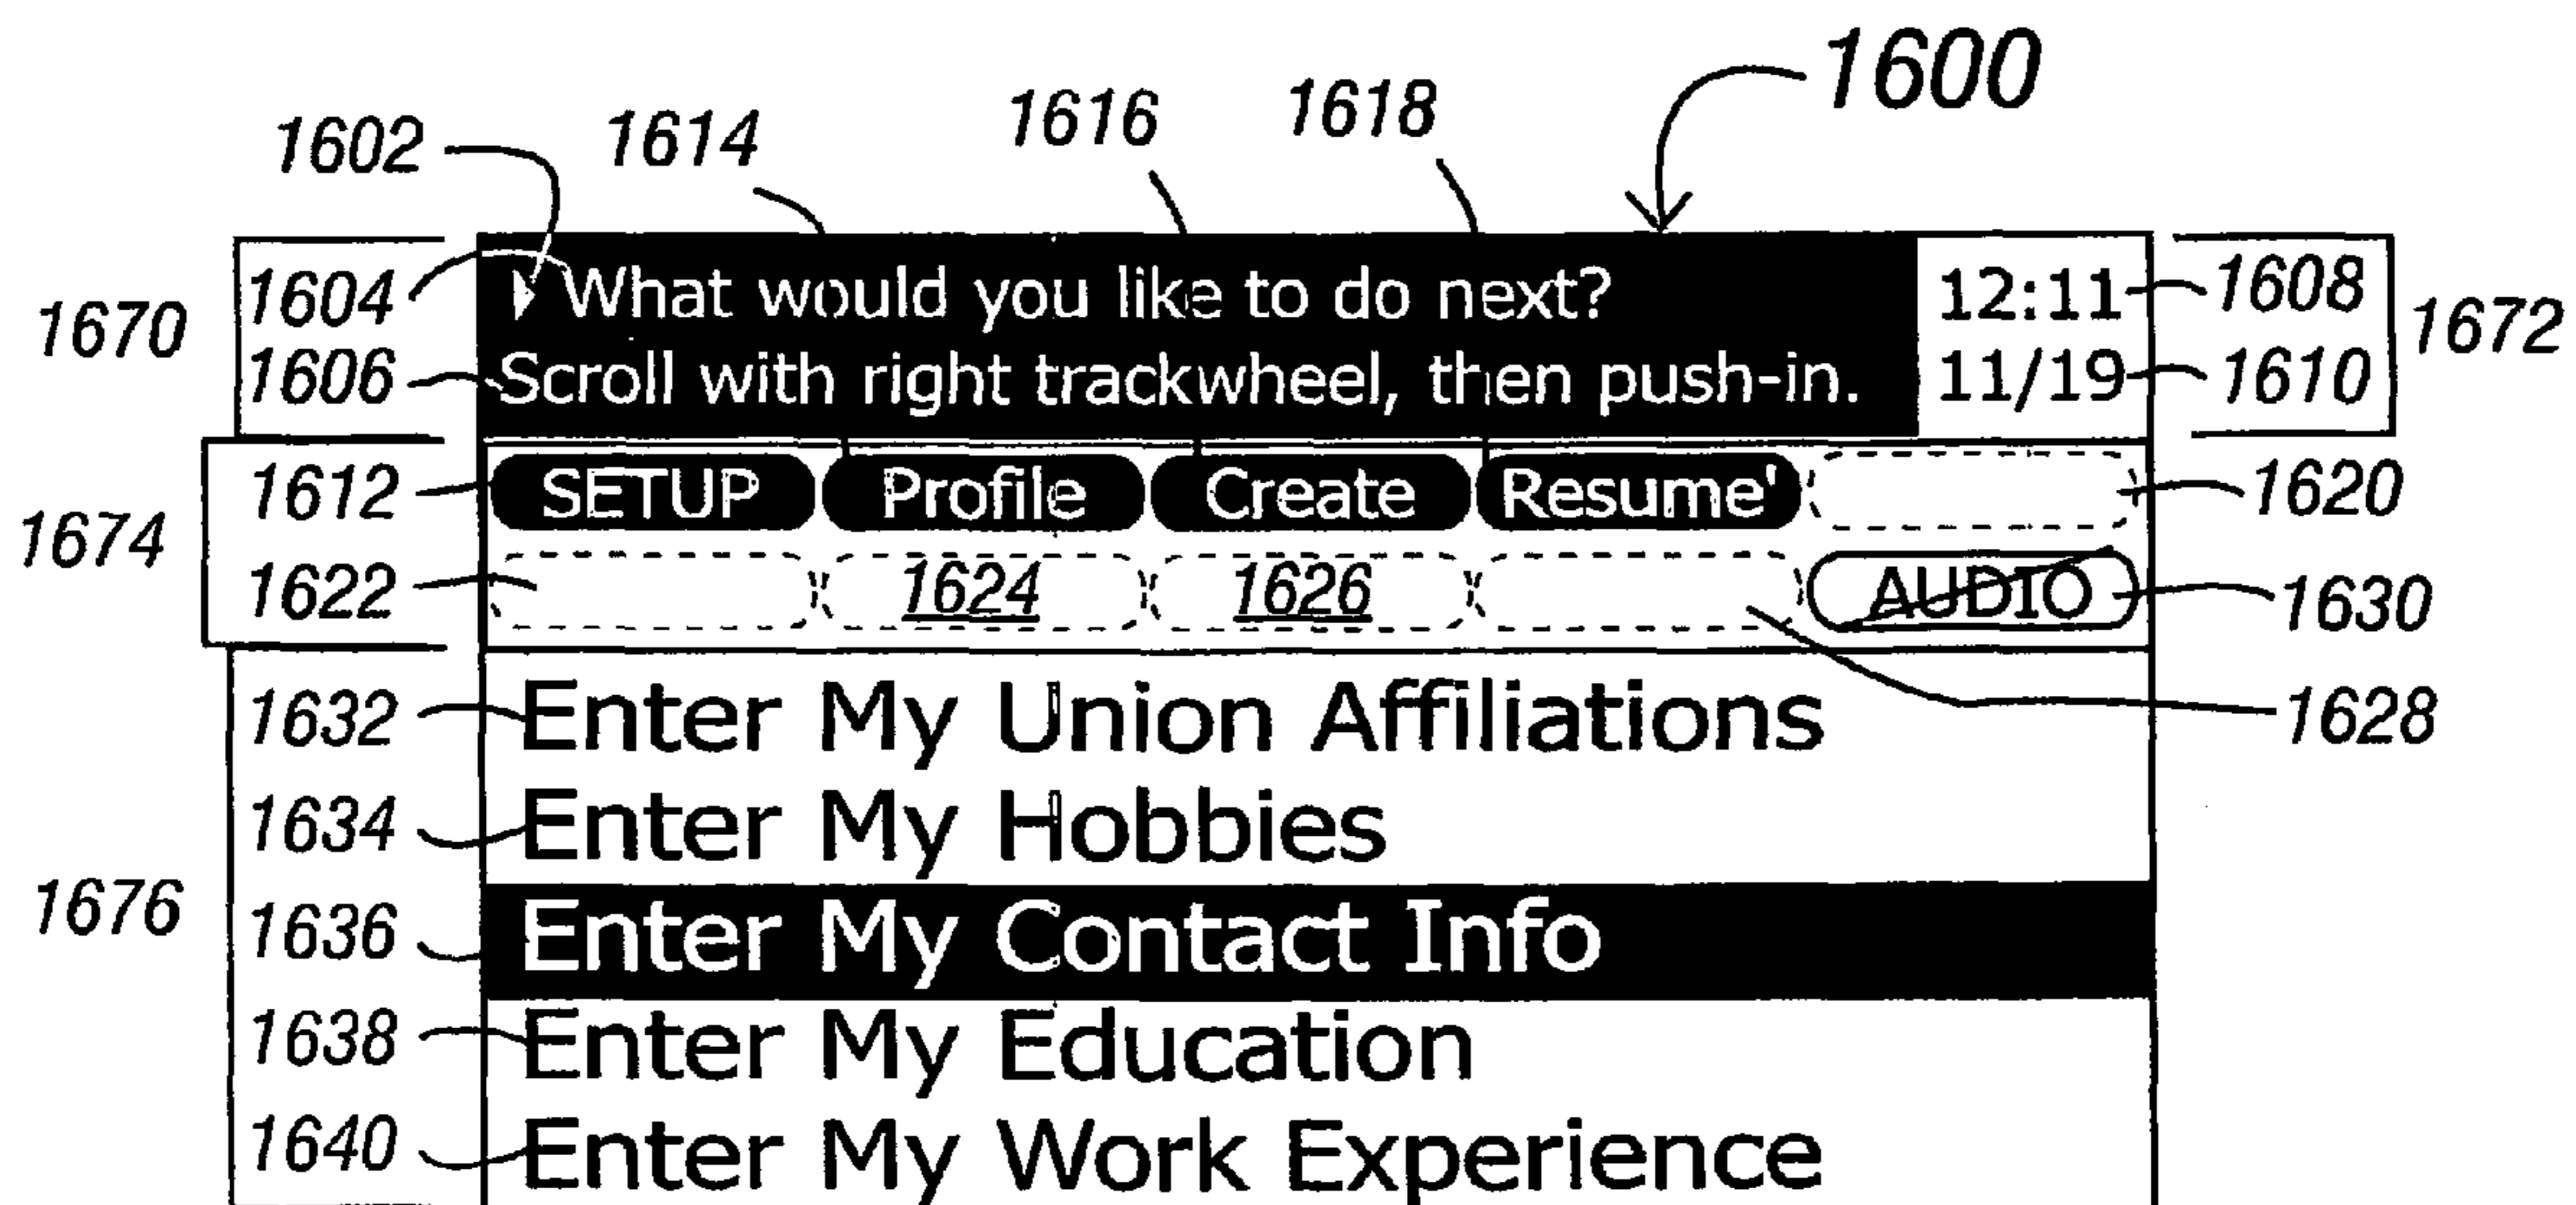 1600
1602 1614 1616 1618
1670 1604 What would you like to do next? 12:11 1608 1672
1606 Scroll with right trackwheel, then push-in. 11/19 1610
1674 1612 SETUP Profile Create Resume' 1620
1622 1624 1626 AUDIO 1630
1632 Enter My Union Affiliations 1628
1634 Enter My Hobbies
1676 1636 Enter My Contact Info
1638 Enter My Education
1640 Enter My Work Experience